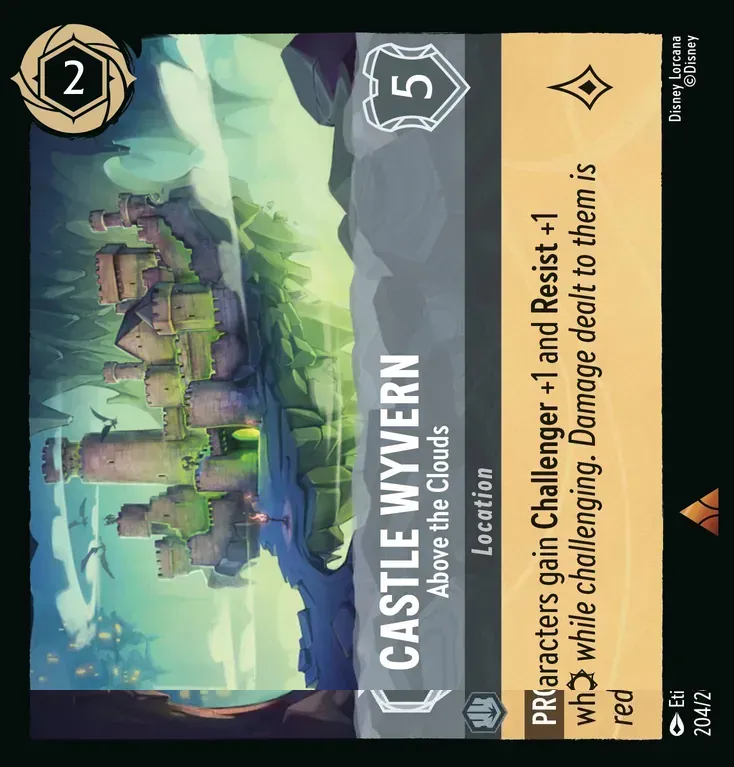 2
5
CASTLE WYVERN
Above the Clouds
Location
PRO aracters gain Challenger +1 and Resist +1
wh while challenging. Damage dealt to them is
red
Eti
204/2
Disney Lorcana
©Disney